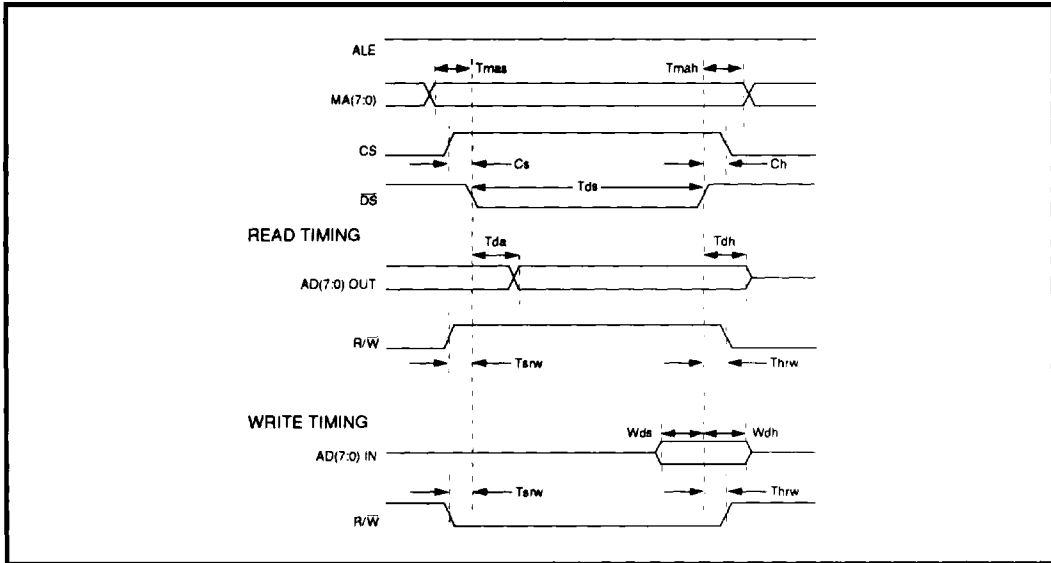 ALE
Tmas Tmah
MA(7:0)
CS
Cs Ch
Tds
D̅S̅
READ TIMING
Tda Tdh
AD(7:0) OUT
R/W̅
Tsrw Thrw
WRITE TIMING
Wds Wdh
AD(7:0) IN
Tsrw Thrw
R/W̅